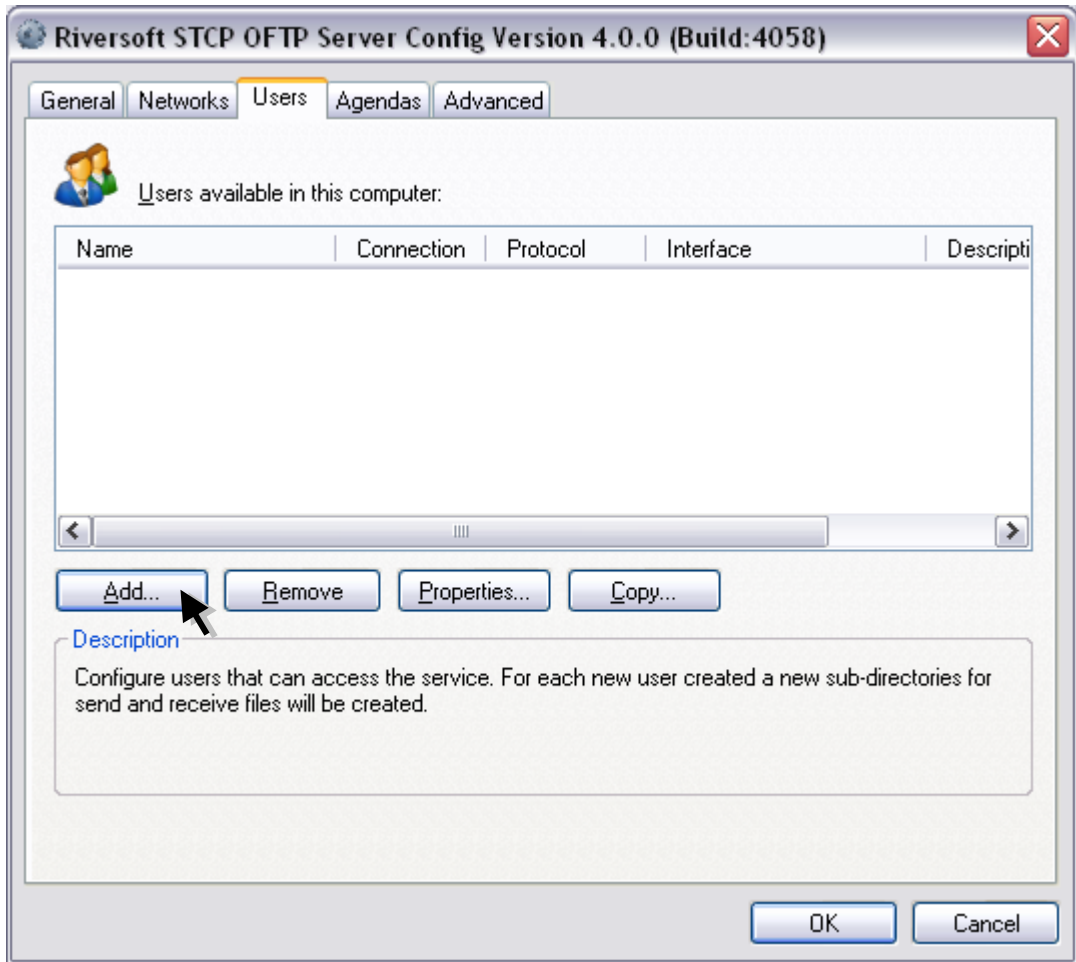 Riversoft STCP OFTP Server Config Version 4.0.0 (Build:4058)
General Networks Users Agendas Advanced
Users available in this computer:
Name Connection Protocol Interface Descripti
Add... Remove Properties... Copy...
Description
Configure users that can access the service. For each new user created a new sub-directories for
send and receive files will be created.
OK Cancel